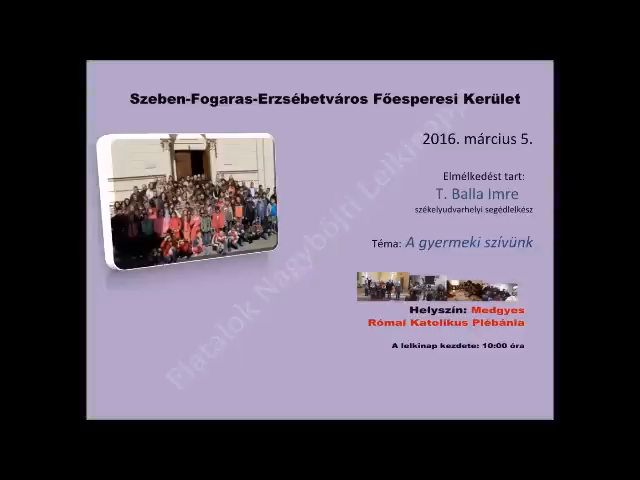 Szeben-Fogaras-Erzsébetváros Főesperesi Kerület
2016. március 5.
Elmélkedést tart:
T. Balla Imre
székelyudvarhelyi segédlelkész
Téma: A gyermeki szívünk
Helyszín: Medgyes
Római Katolikus Plébánia
A lelkinap kezdete: 10:00 óra
Fiatalok Nagyböjti Lelkinapja